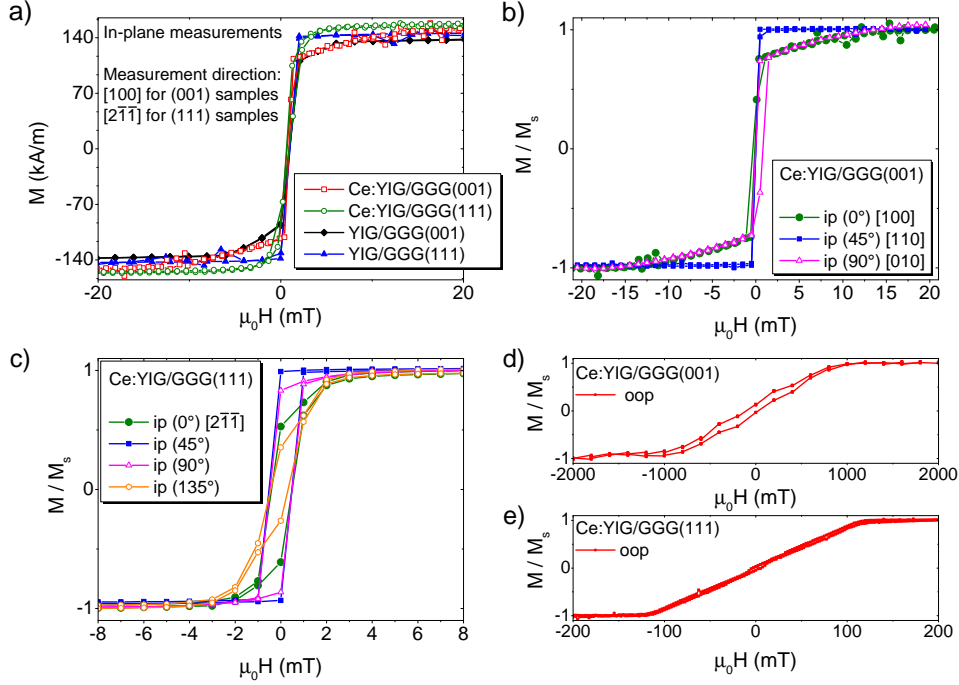 a)
In-plane measurements
Measurement direction:
[100] for (001) samples
[21̅1̅] for (111) samples
M (kA/m)
140
70
0
-70
-140
Ce:YIG/GGG(001)
Ce:YIG/GGG(111)
YIG/GGG(001)
YIG/GGG(111)
-20 0 20
μ0H (mT)
b)
M / Ms
1
0
-1
Ce:YIG/GGG(001)
ip (0°) [100]
ip (45°) [110]
ip (90°) [010]
-20 -15 -10 -5 0 5 10 15 20
μ0H (mT)
c)
M / Ms
1
0
-1
Ce:YIG/GGG(111)
ip (0°) [21̅1̅]
ip (45°)
ip (90°)
ip (135°)
-8 -6 -4 -2 0 2 4 6 8
μ0H (mT)
d)
M / Ms
1
0
-1
Ce:YIG/GGG(001)
oop
-2000 -1000 0 1000 2000
μ0H (mT)
e)
M / Ms
1
0
-1
Ce:YIG/GGG(111)
oop
-200 -100 0 100 200
μ0H (mT)